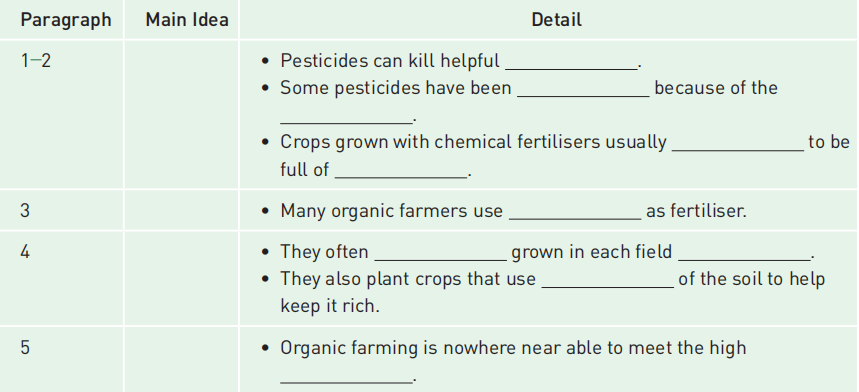 Paragraph Main Idea Detail
1–2
• Pesticides can kill helpful ____________.
• Some pesticides have been ____________ because of the
____________.
• Crops grown with chemical fertilisers usually ____________ to be
full of ____________.
3
• Many organic farmers use ____________ as fertiliser.
4
• They often ____________ grown in each field ____________.
• They also plant crops that use ____________ of the soil to help
keep it rich.
5
• Organic farming is nowhere near able to meet the high
____________.